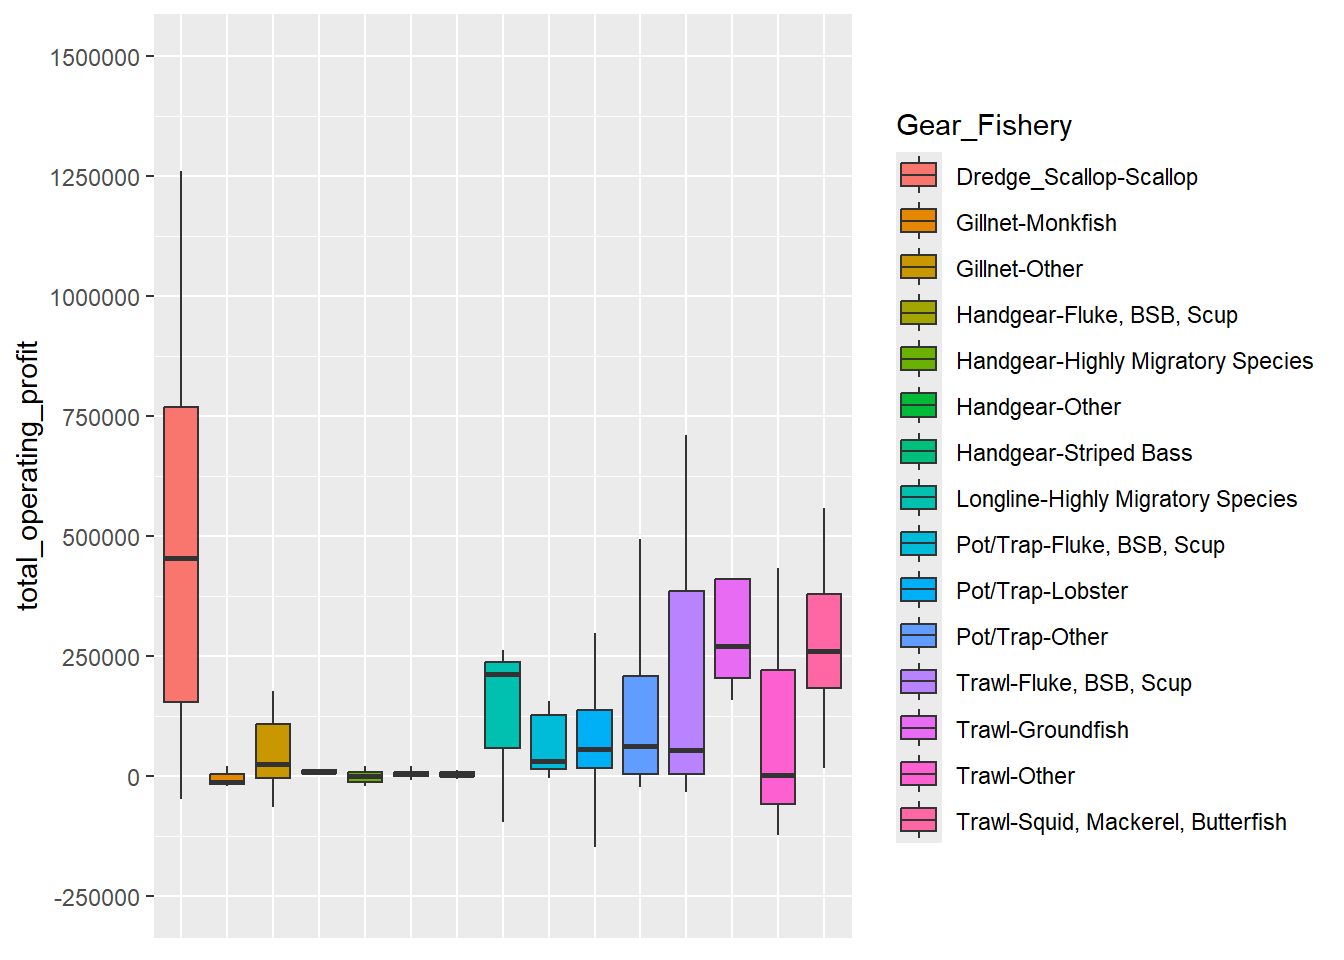 1500000
1250000
1000000
750000
500000
250000
0
-250000
total_operating_profit
Gear_Fishery
Dredge_Scallop-Scallop
Gillnet-Monkfish
Gillnet-Other
Handgear-Fluke, BSB, Scup
Handgear-Highly Migratory Species
Handgear-Other
Handgear-Striped Bass
Longline-Highly Migratory Species
Pot/Trap-Fluke, BSB, Scup
Pot/Trap-Lobster
Pot/Trap-Other
Trawl-Fluke, BSB, Scup
Trawl-Groundfish
Trawl-Other
Trawl-Squid, Mackerel, Butterfish